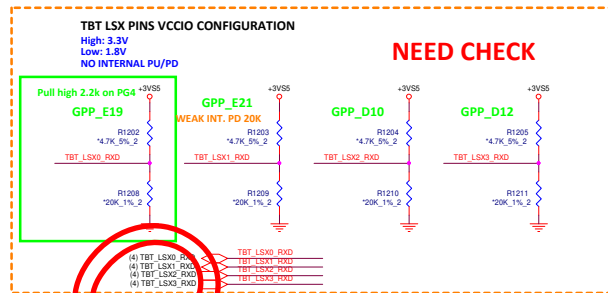 TBT LSX PINS VCCIO CONFIGURATION
High: 3.3V
Low: 1.8V
NO INTERNAL PU/PD
NEED CHECK
Pull high 2.2k on PG4
GPP_E19
+3VS5
R1202
*4.7K_5%_2
TBT_LSX0_RXD
R1208
*20K_1%_2
GPP_E21
WEAK INT. PD 20K
+3VS5
R1203
*4.7K_5%_2
TBT_LSX1_RXD
R1209
*20K_1%_2
GPP_D10
+3VS5
R1204
*4.7K_5%_2
TBT_LSX2_RXD
R1210
*20K_1%_2
GPP_D12
+3VS5
R1205
*4.7K_5%_2
TBT_LSX3_RXD
R1211
*20K_1%_2
(4) TBT_LSX0_RXD TBT_LSX0_RXD
(4) TBT_LSX1_RXD TBT_LSX1_RXD
(4) TBT_LSX2_RXD TBT_LSX2_RXD
(4) TBT_LSX3_RXD TBT_LSX3_RXD